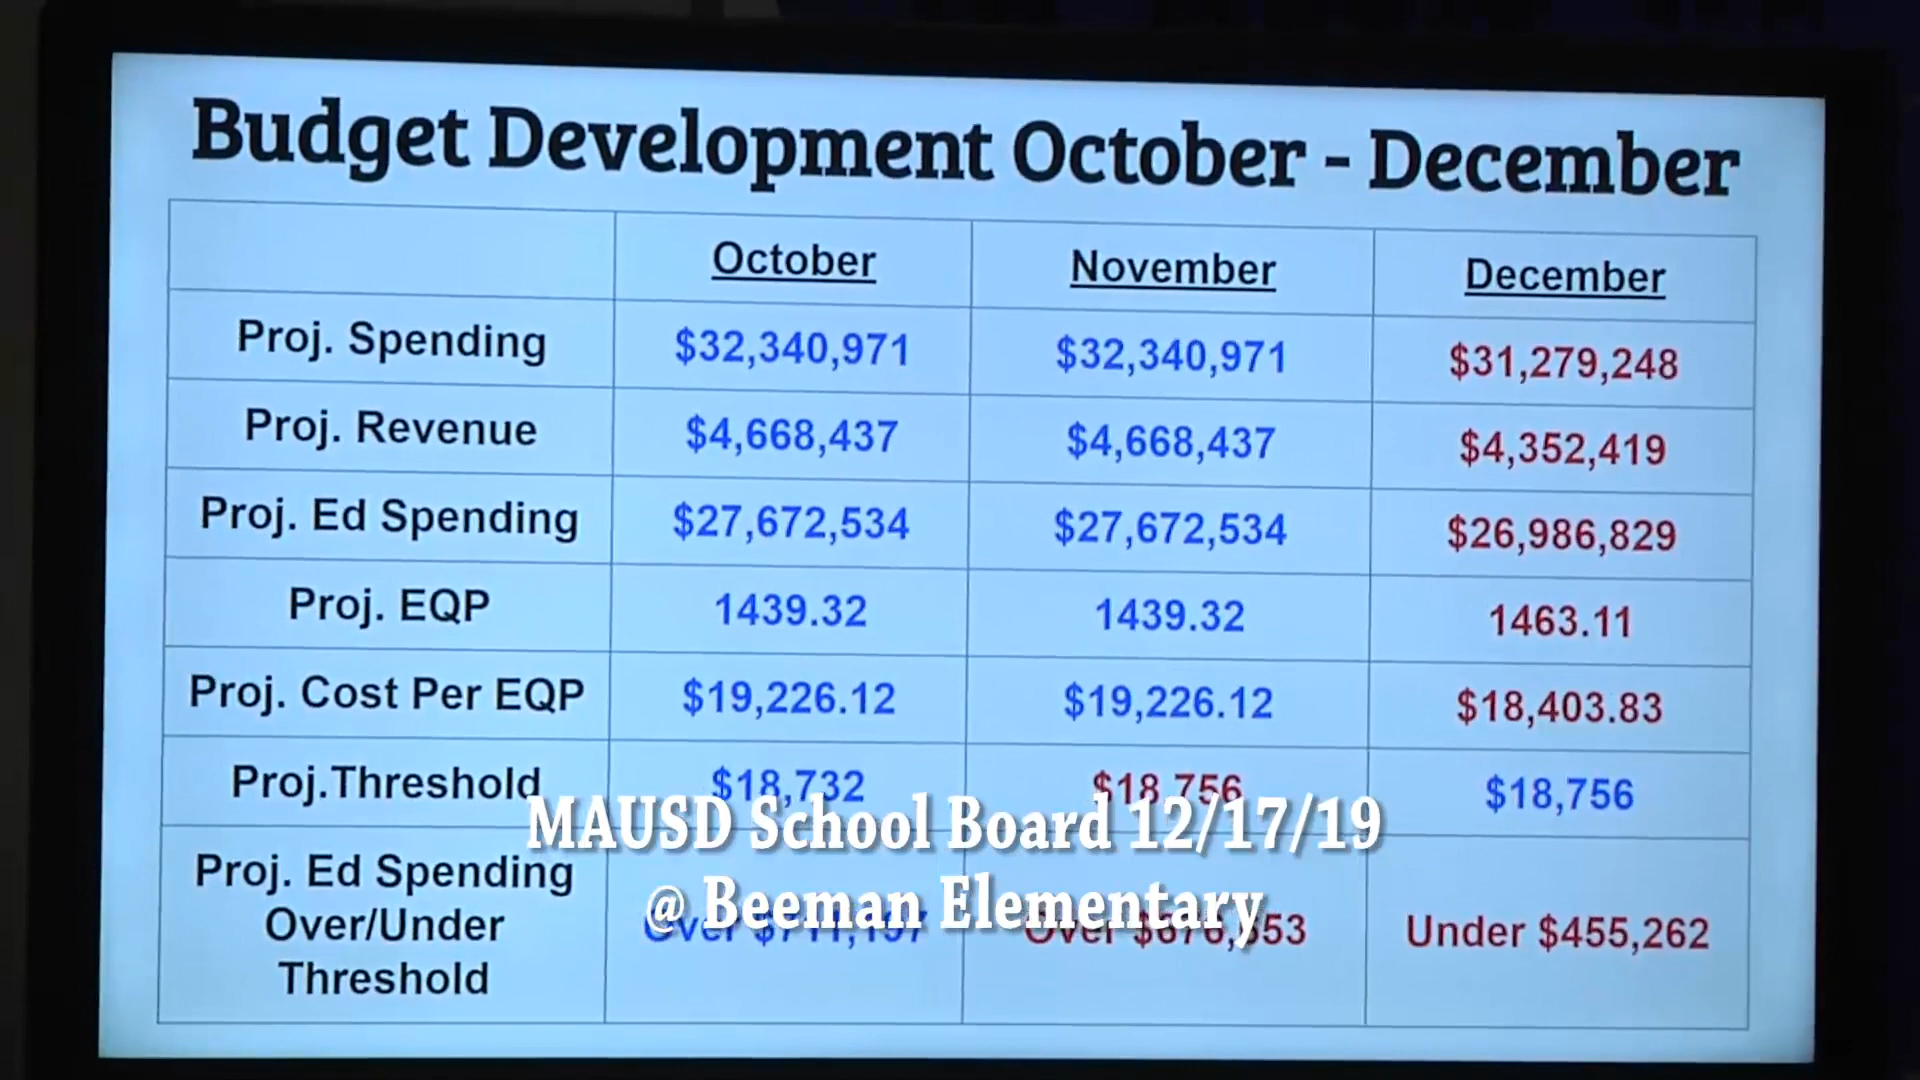 Budget Development October - December
October November December
Proj. Spending $32,340,971 $32,340,971 $31,279,248
Proj. Revenue $4,668,437 $4,668,437 $4,352,419
Proj. Ed Spending $27,672,534 $27,672,534 $26,986,829
Proj. EQP 1439.32 1439.32 1463.11
Proj. Cost Per EQP $19,226.12 $19,226.12 $18,403.83
Proj.Threshold $18,732 $18,756 $18,756
Proj. Ed Spending
Over/Under
Threshold
Over Over Under $455,262
MAUSD School Board 12/17/19
@ Beeman Elementary